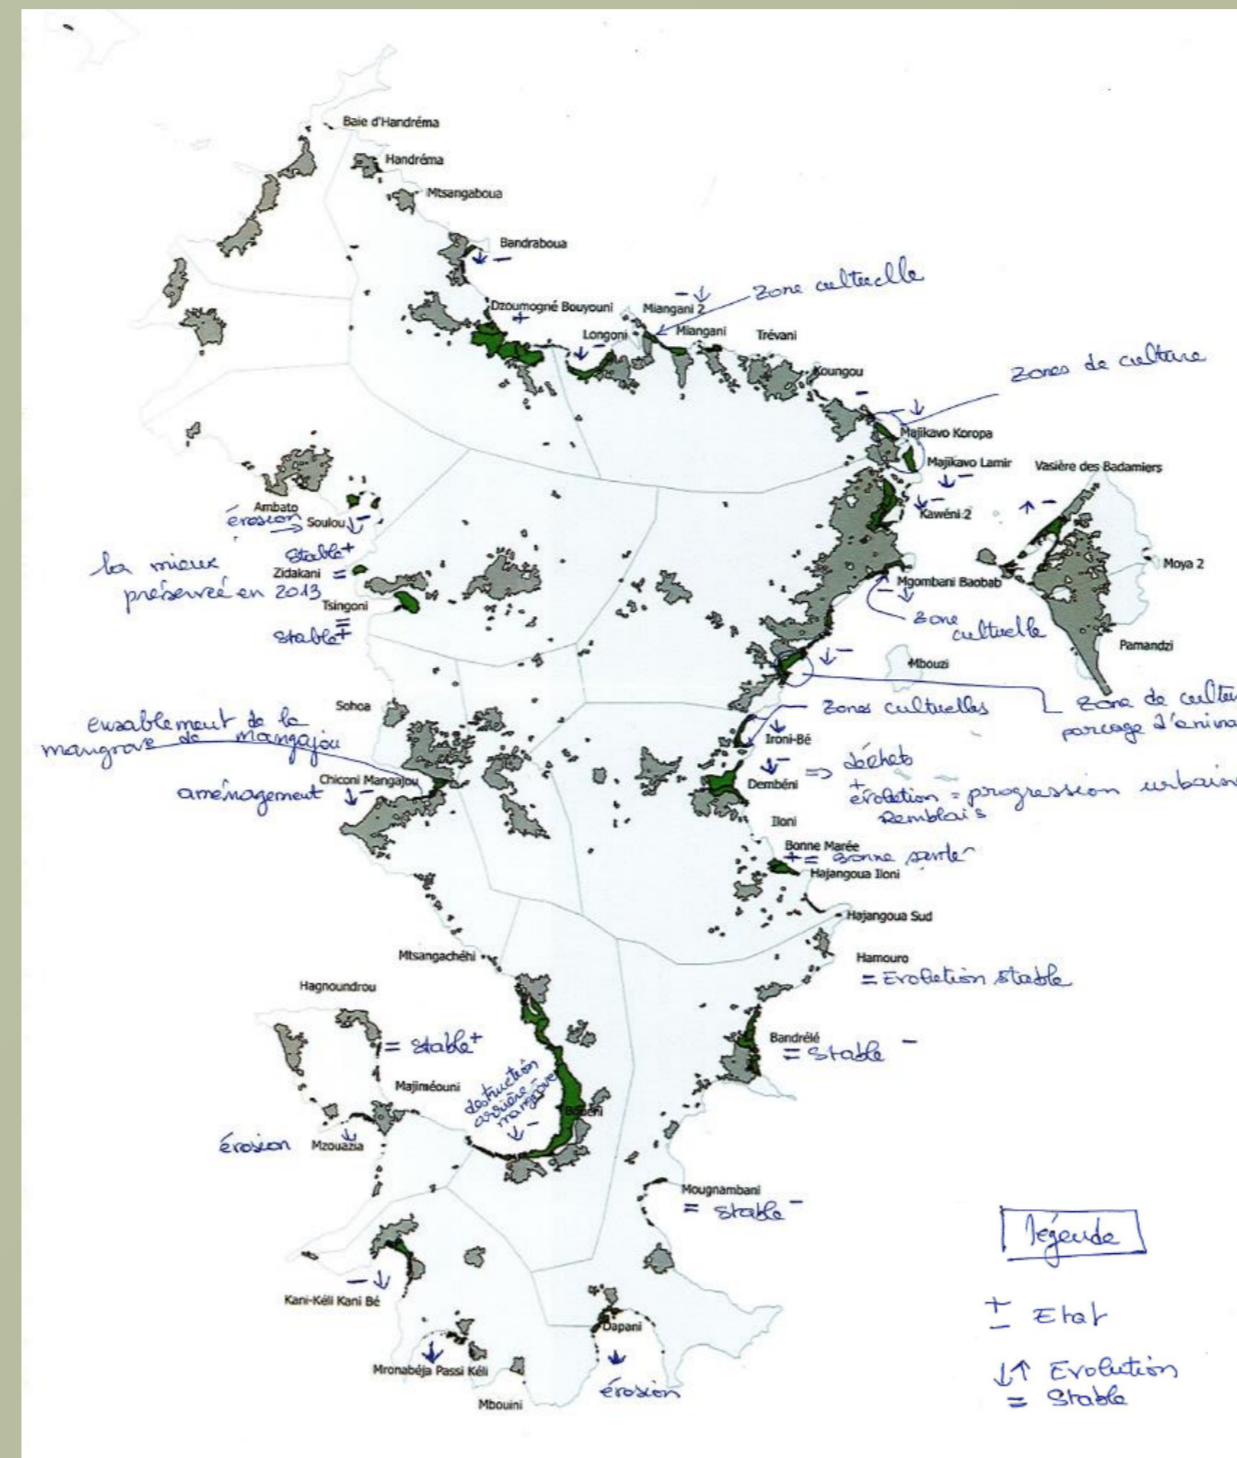 Baie d'Handréma
Handréma
Mtsangaboua
Bandraboua
↓ −
zone cultuelle
Dzoumogné Bouyouni
+
− ↓
Miangani 2
Longoni
↓ −
Miangani
Trévani
Koungou
zones de culture
− ↓
Majikavo Koropa
Majikavo Lamir
↓ −
Vasière des Badamiers
↑ −
Kawéni 2
↓ −
Ambato
érosion
Soulou
↓ −
Stable +
la mieux
préservée en 2013
Zidakani
=
Tsingoni
=
Stable +
Moya 2
Mgombani Baobab
− ↓
zone
cultuelle
Pamandzi
Mbouzi
↓ −
Sohoa
zones cultuelles
zone de cultu
parcage d'anima
ensablement de la
mangrove de Mangajou
Ironi-Bé
↓ −
Chiconi Mangajou
aménagement ↓ −
Dembéni
⇒ déchets
+
évolution = progression urbain
Remblais
Iloni
Bonne Marée
+ = Bonne santé
Hajangoua Iloni
Hajangoua Sud
Mtsangachéhi
Hamouro
= Evolution stable
Hagnoundrou
= stable +
Bandrélé
= stable −
Majiméouni
destruction
arrière-
mangrove
↓ −
Bouéni
érosion
Mzouazia
↓
Mougnambani
= stable −
légende
Kani-Kéli Kani Bé
− ↓
± Etat
Dapani
↓
érosion
Mronabéja Passi Kéli
↓
↓↑ Evolution
= Stable
Mbouini